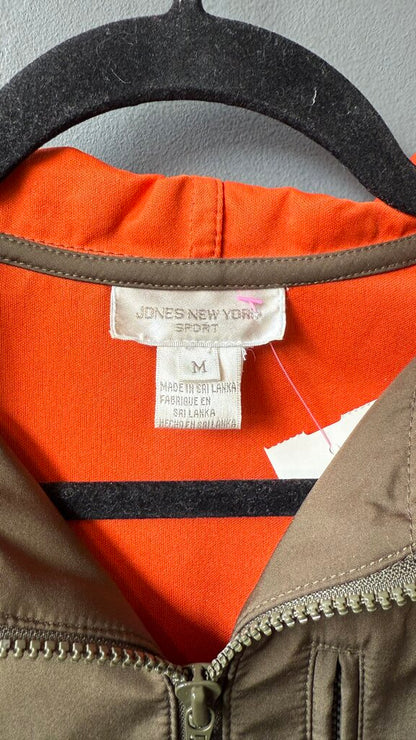 JONES NEW YORK
SPORT
M
MADE IN SRI LANKA
FABRIQUE EN
SRI LANKA
HECHO EN SRI LANKA